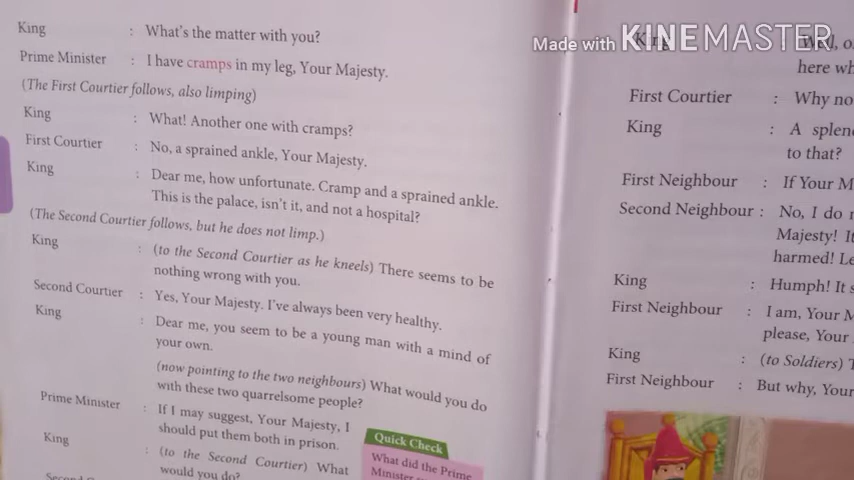 King : What's the matter with you?
Prime Minister : I have cramps in my leg, Your Majesty.
(The First Courtier follows, also limping)
King : What! Another one with cramps?
First Courtier : No, a sprained ankle, Your Majesty.
King : Dear me, how unfortunate. Cramp and a sprained ankle.
This is the palace, isn't it, and not a hospital?
(The Second Courtier follows, but he does not limp.)
King : (to the Second Courtier as he kneels) There seems to be
nothing wrong with you.
Second Courtier : Yes, Your Majesty. I've always been very healthy.
King : Dear me, you seem to be a young man with a mind of
your own.
(now pointing to the two neighbours) What would you do
with these two quarrelsome people?
Prime Minister : If I may suggest, Your Majesty, I
should put them both in prison.
King : (to the Second Courtier) What
would you do?
Quick Check
What did the Prime
Minister
Made with KINEMASTER
King : Well,
here
First Courtier : Why
King : A
to that?
First Neighbour : If Your
Second Neighbour : No, I do
Majesty!
harmed!
King : Humph!
First Neighbour : I am, Your
please, Your
King : (to Soldiers)
First Neighbour : But why, Your